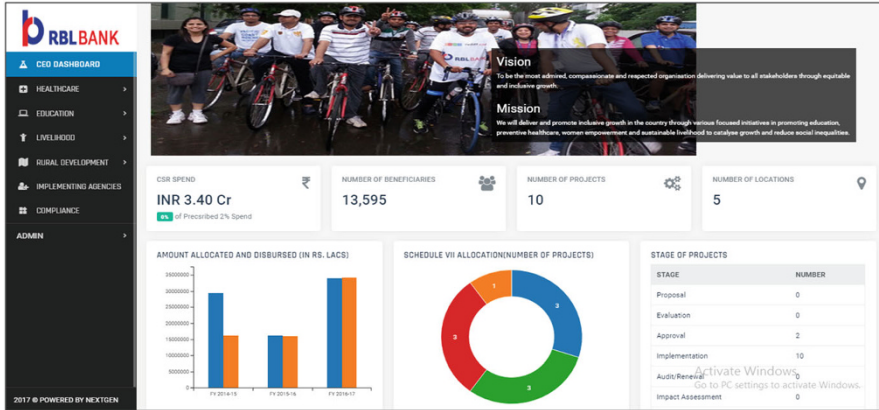 RBLBANK
CEO DASHBOARD
HEALTHCARE
EDUCATION
LIVELIHOOD
RURAL DEVELOPMENT
IMPLEMENTING AGENCIES
COMPLIANCE
ADMIN
2017 © POWERED BY NEXTGEN
Vision
To be the most admired, compassionate and respected organisation delivering value to all stakeholders through equitable
and inclusive growth.
Mission
We will deliver and promote inclusive growth in the country through various focused initiatives in promoting education,
preventive healthcare, women empowerment and sustainable livelihood to catalyse growth and reduce social inequalities.
CSR SPEND
INR 3.40 Cr
of Precsribed 2% Spend
NUMBER OF BENEFICIARIES
13,595
NUMBER OF PROJECTS
10
NUMBER OF LOCATIONS
5
AMOUNT ALLOCATED AND DISBURSED (IN RS. LACS)
35000000
30000000
25000000
20000000
15000000
10000000
5000000
0
FY 2014-15 FY 2015-16 FY 2016-17
SCHEDULE VII ALLOCATION(NUMBER OF PROJECTS)
1
3
3
3
STAGE OF PROJECTS
STAGE NUMBER
Proposal 0
Evaluation 0
Approval 2
Implementation 10
Audit/Renewal 0
Impact Assessment 0
Activate Windows
Go to PC settings to activate Windows.